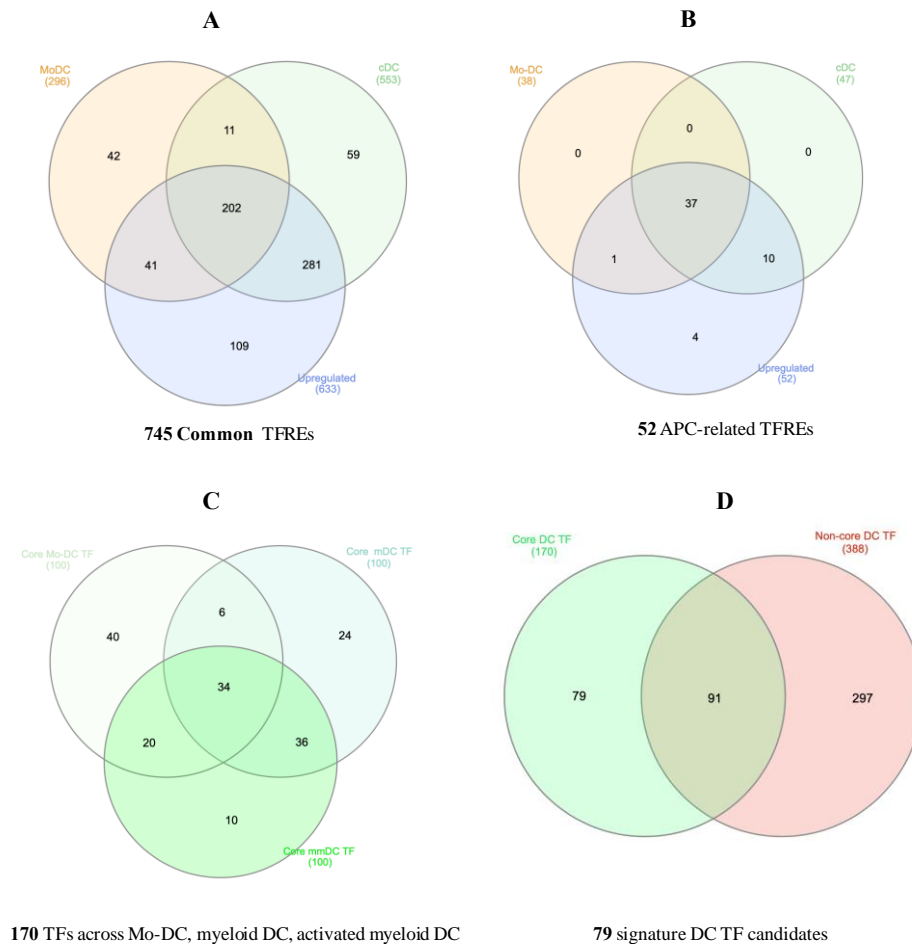 A
MoDC
(296)
cDC
(553)
42
11
59
202
41
281
109
Upregulated
(633)
745 Common TFREs
B
Mo-DC
(38)
cDC
(47)
0
0
0
37
1
10
4
Upregulated
(52)
52 APC-related TFREs
C
Core Mo-DC TF
(100)
Core mDC TF
(100)
40
6
24
34
20
36
10
Core mmDC TF
(100)
170 TFs across Mo-DC, myeloid DC, activated myeloid DC
D
Core DC TF
(170)
Non-core DC TF
(388)
79
91
297
79 signature DC TF candidates